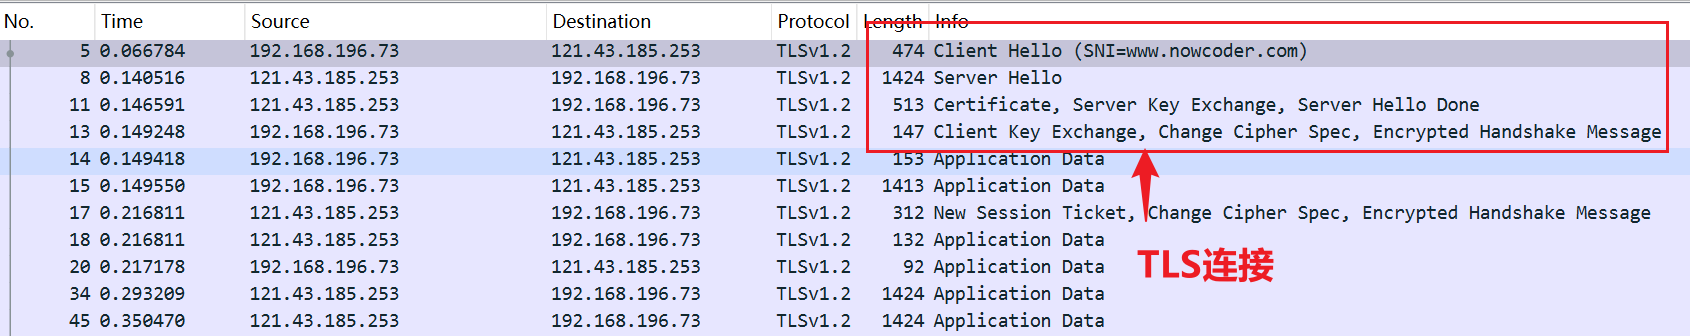 No. Time Source Destination Protocol Length Info
5 0.066784 192.168.196.73 121.43.185.253 TLSv1.2 474 Client Hello (SNI=www.nowcoder.com)
8 0.140516 121.43.185.253 192.168.196.73 TLSv1.2 1424 Server Hello
11 0.146591 121.43.185.253 192.168.196.73 TLSv1.2 513 Certificate, Server Key Exchange, Server Hello Done
13 0.149248 192.168.196.73 121.43.185.253 TLSv1.2 147 Client Key Exchange, Change Cipher Spec, Encrypted Handshake Message
14 0.149418 192.168.196.73 121.43.185.253 TLSv1.2 153 Application Data
15 0.149550 192.168.196.73 121.43.185.253 TLSv1.2 1413 Application Data
17 0.216811 121.43.185.253 192.168.196.73 TLSv1.2 312 New Session Ticket, Change Cipher Spec, Encrypted Handshake Message
18 0.216811 121.43.185.253 192.168.196.73 TLSv1.2 132 Application Data
20 0.217178 192.168.196.73 121.43.185.253 TLSv1.2 92 Application Data
34 0.293209 121.43.185.253 192.168.196.73 TLSv1.2 1424 Application Data
45 0.350470 121.43.185.253 192.168.196.73 TLSv1.2 1424 Application Data
TLS连接